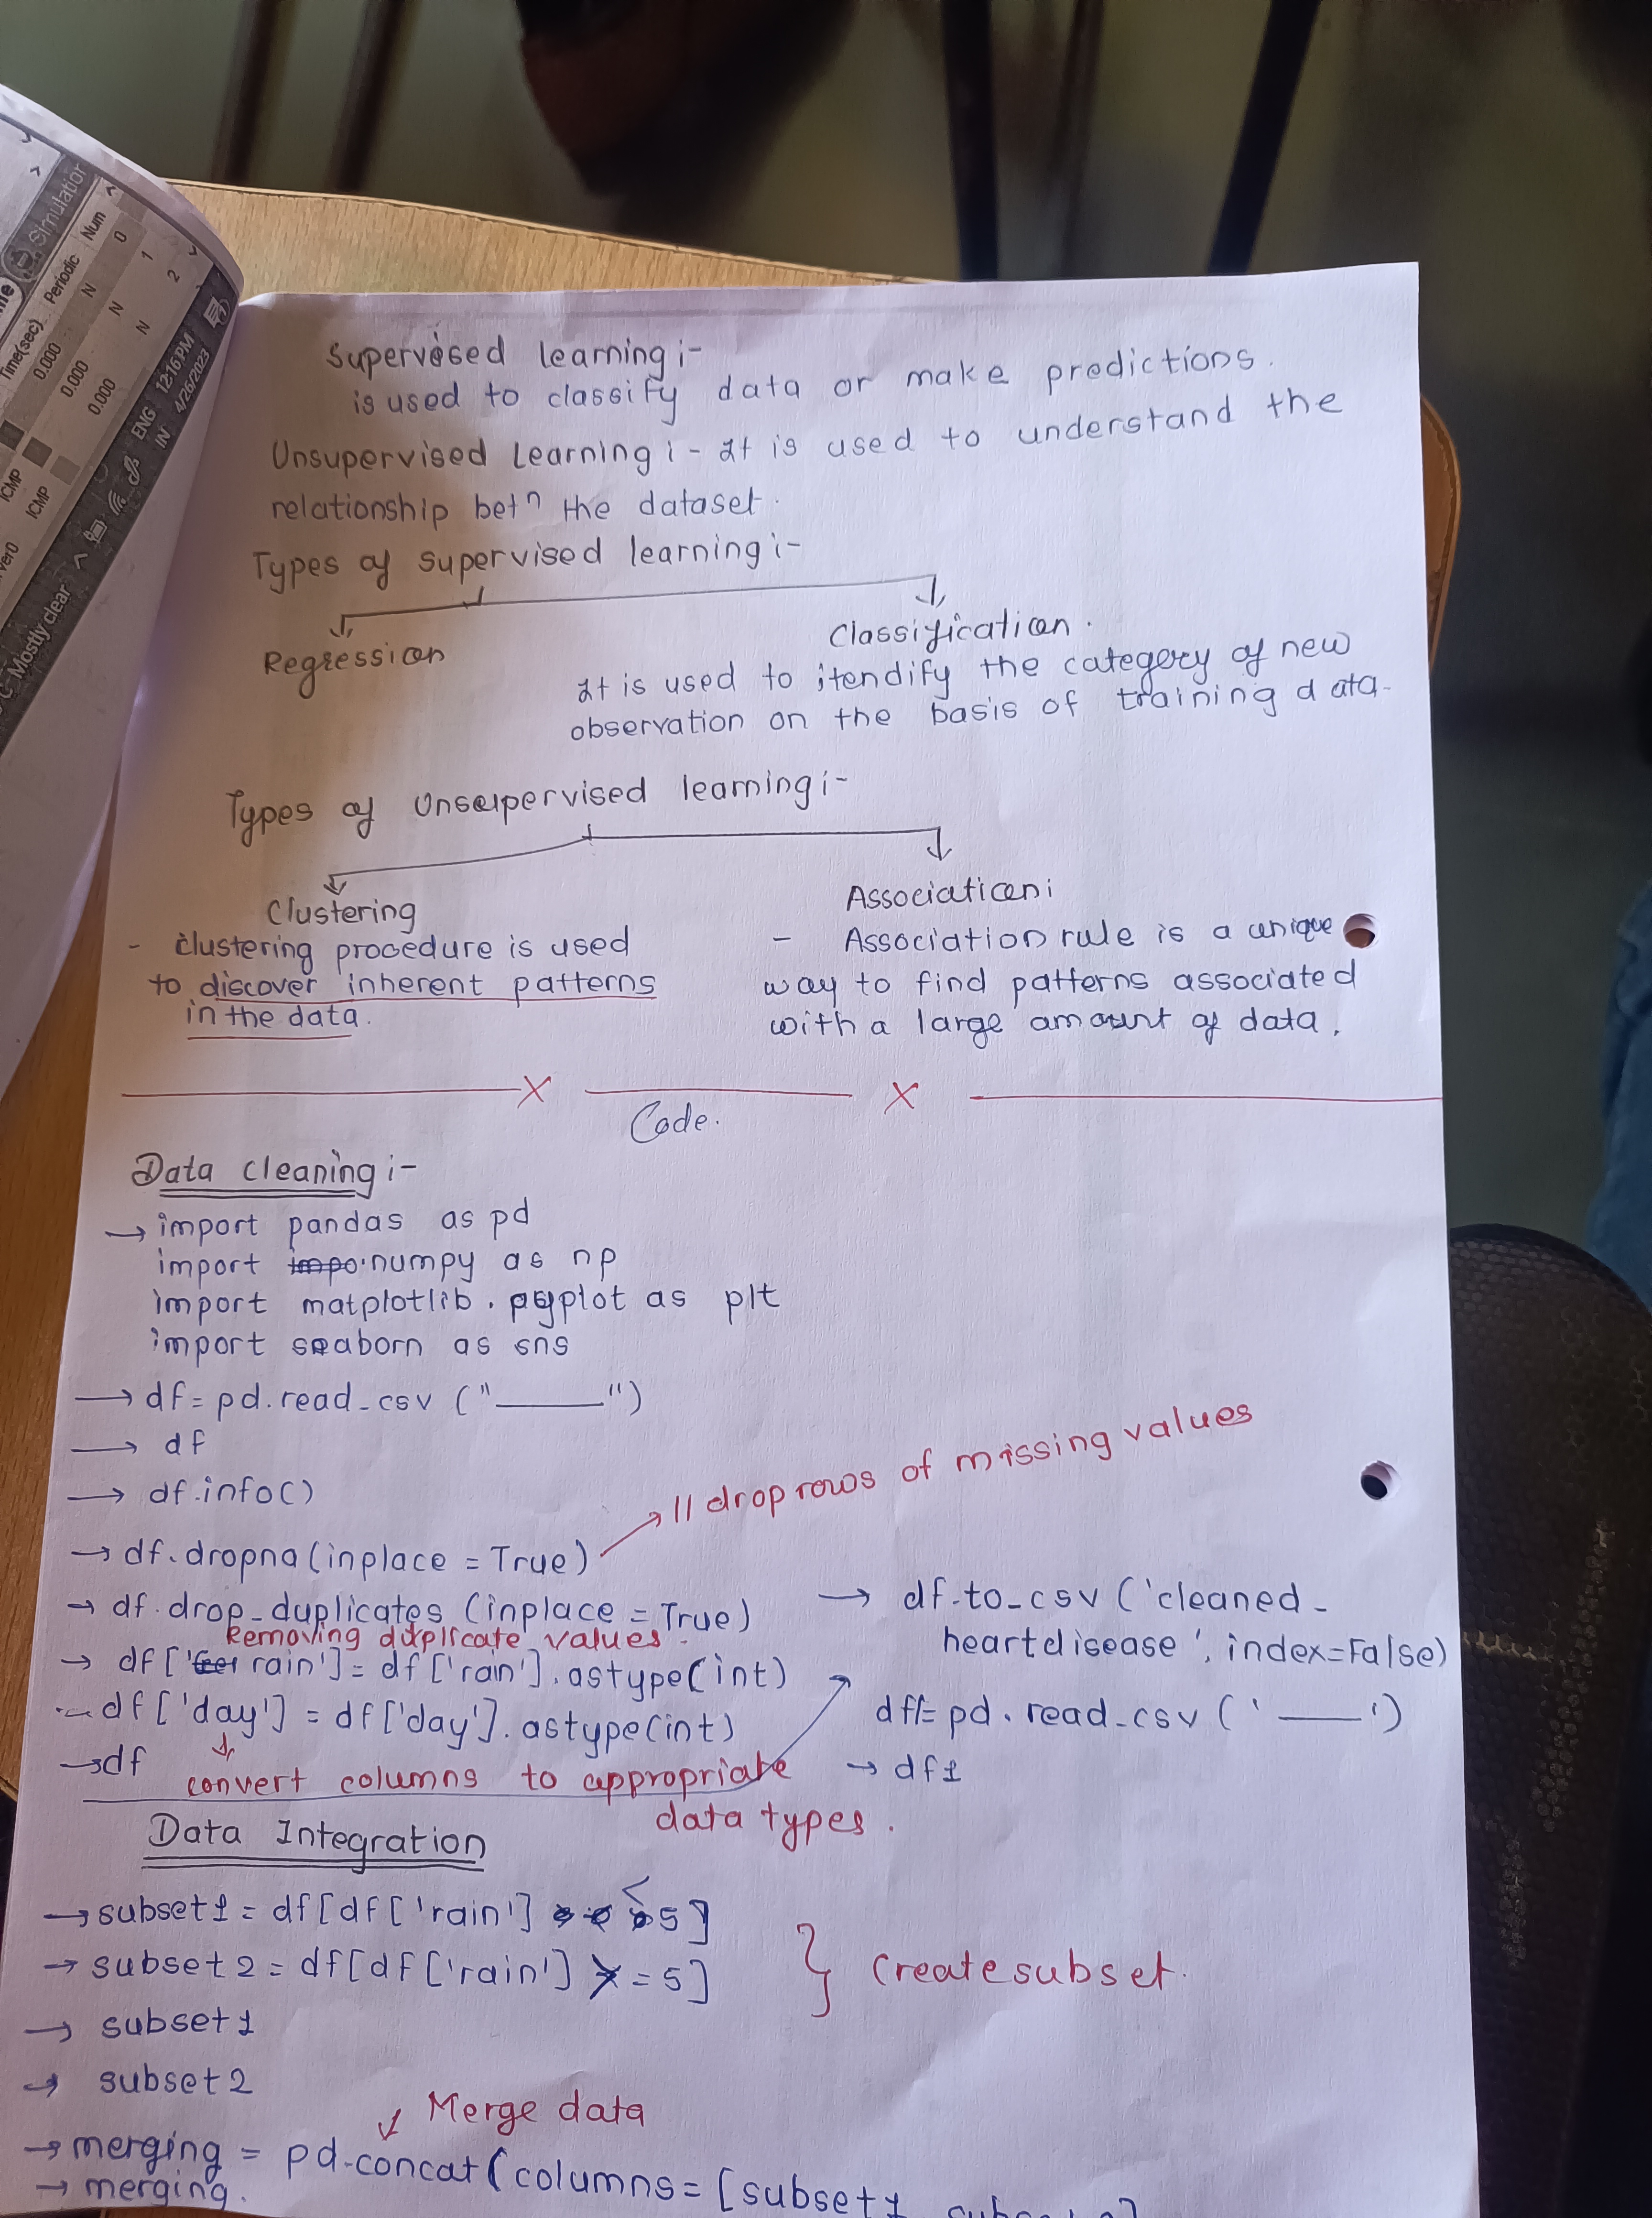 Simulation
Time(sec) Periodic Num
0.000 N 0
0.000 N 1
0.000 N 2
ICMP
ICMP
Mostly clear
ENG 12:16 PM
IN 4/26/2023
Supervised learning :-
is used to classify data or make predictions.
Unsupervised Learning :- It is used to understand the
relationship betn the dataset.
Types of supervised learning :-
Regression
Classification.
It is used to itendify the category of new
observation on the basis of training data.
Types of Unsupervised learning :-
Clustering
- clustering procedure is used
to discover inherent patterns
in the data.
Association :
- Association rule is a unique
way to find patterns associated
with a large amount of data.
X X
Code.
Data cleaning :-
→ import pandas as pd
import numpy as np
import matplotlib.pyplot as plt
import seaborn as sns
→ df = pd.read_csv ("______")
→ df
→ df.info()
→ df.dropna(inplace = True) → // drop rows of missing values
→ df.drop_duplicates (inplace = True)
Removing duplicate values.
→ df['rain'] = df['rain'].astype(int)
→ df['day'] = df['day'].astype(int)
→ df
convert columns to appropriate
data types.
→ df.to_csv ('cleaned_
heartdisease', index=False)
df1= pd.read_csv ('____')
→ df1
Data Integration
→ subset1 = df[df['rain'] < 5]
→ subset2 = df[df['rain'] >= 5]
} Create subset.
→ subset1
→ subset2
Merge data
→ merging = pd.concat(columns=[subset1,
→ merging.